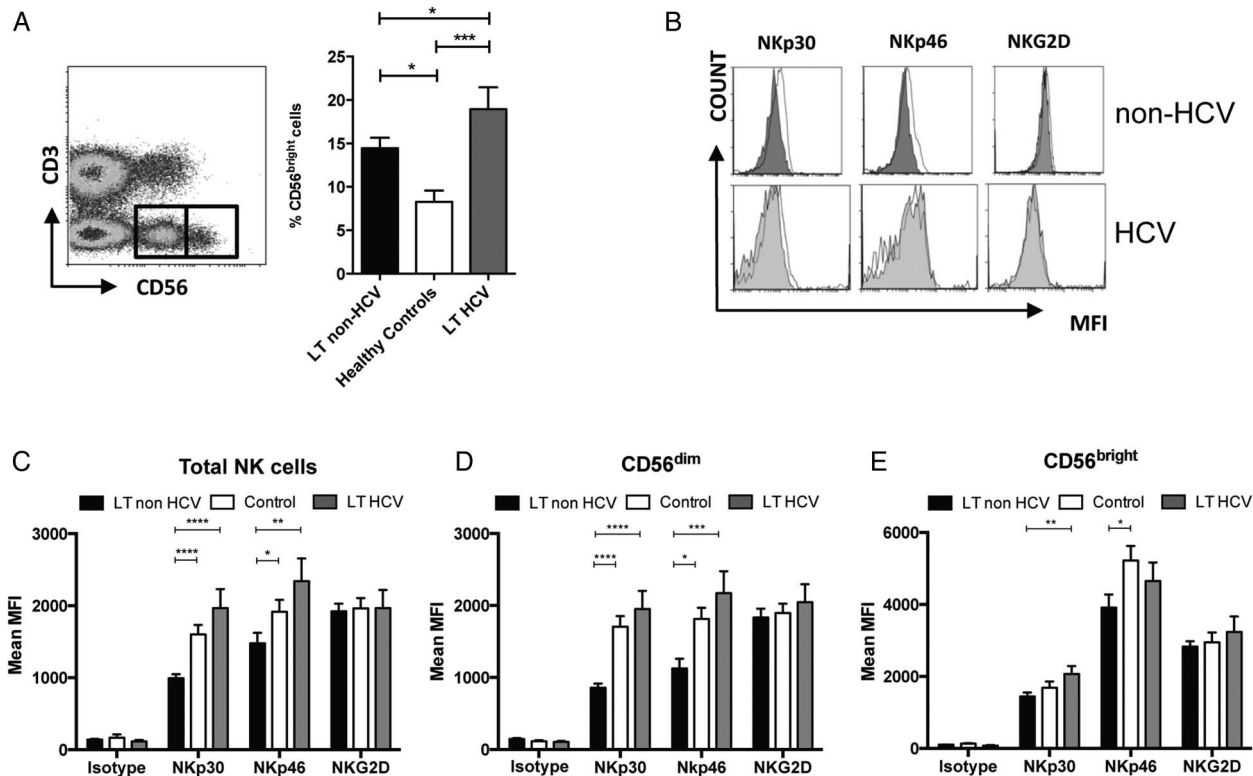 A
CD3
CD56
*
***
*
% CD56bright cells
25
20
15
10
5
0
LT non-HCV
Healthy Controls
LT HCV
B
NKp30 NKp46 NKG2D
COUNT
non-HCV
HCV
MFI
C
Total NK cells
LT non HCV Control LT HCV
Mean MFI
3000
2000
1000
0
**** **
**** *
Isotype NKp30 NKp46 NKG2D
D
CD56dim
LT non HCV Control LT HCV
Mean MFI
3000
2000
1000
0
**** ***
**** *
Isotype NKp30 Nkp46 NKG2D
E
CD56bright
LT non HCV Control LT HCV
Mean MFI
6000
4000
2000
0
** *
Isotype NKp30 NKp46 NKG2D